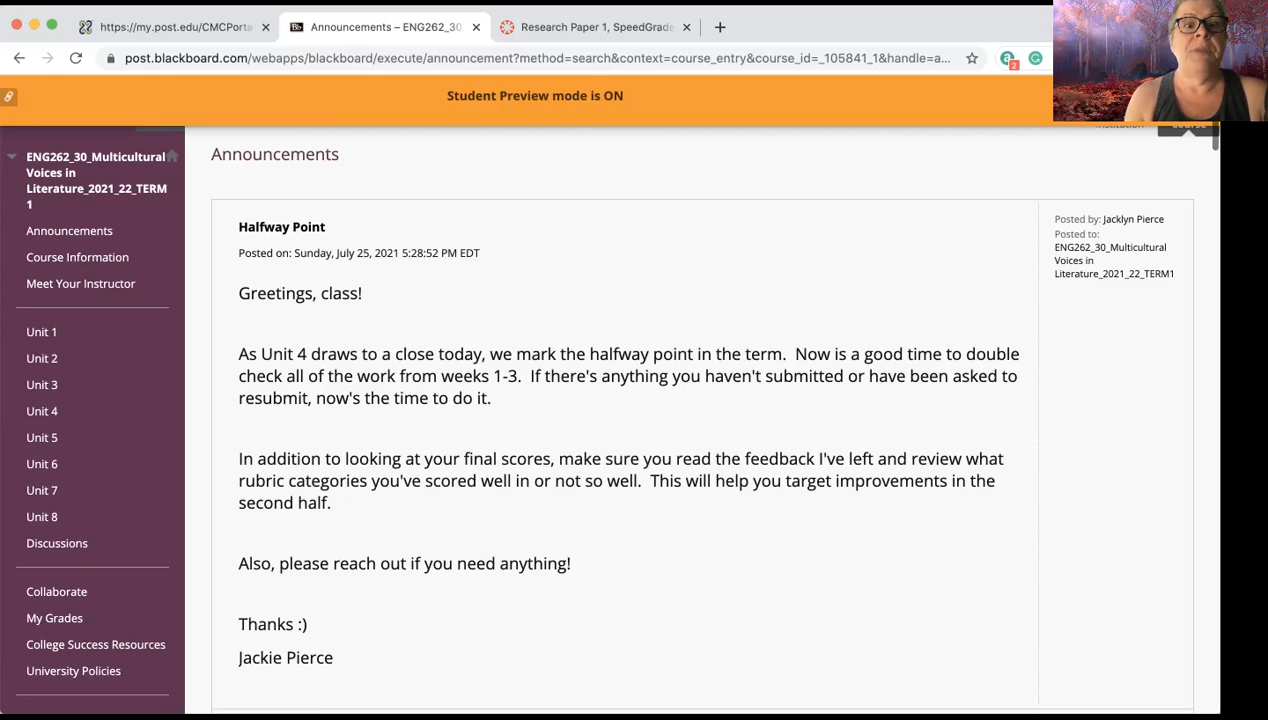 https://my.post.edu/CMCPorta
Bb
Announcements – ENG262_30
Research Paper 1, SpeedGrade
post.blackboard.com/webapps/blackboard/execute/announcement?method=search&context=course_entry&course_id=_105841_1&handle=a...
2
Student Preview mode is ON
Institution
Course
ENG262_30_Multicultural
Voices in
Literature_2021_22_TERM
1
Announcements
Course Information
Meet Your Instructor
Unit 1
Unit 2
Unit 3
Unit 4
Unit 5
Unit 6
Unit 7
Unit 8
Discussions
Collaborate
My Grades
College Success Resources
University Policies
Announcements
Halfway Point
Posted on: Sunday, July 25, 2021 5:28:52 PM EDT
Greetings, class!
As Unit 4 draws to a close today, we mark the halfway point in the term.  Now is a good time to double
check all of the work from weeks 1-3.  If there's anything you haven't submitted or have been asked to
resubmit, now's the time to do it.
In addition to looking at your final scores, make sure you read the feedback I've left and review what
rubric categories you've scored well in or not so well.  This will help you target improvements in the
second half.
Also, please reach out if you need anything!
Thanks :)
Jackie Pierce
Posted by: Jacklyn Pierce
Posted to:
ENG262_30_Multicultural
Voices in
Literature_2021_22_TERM1